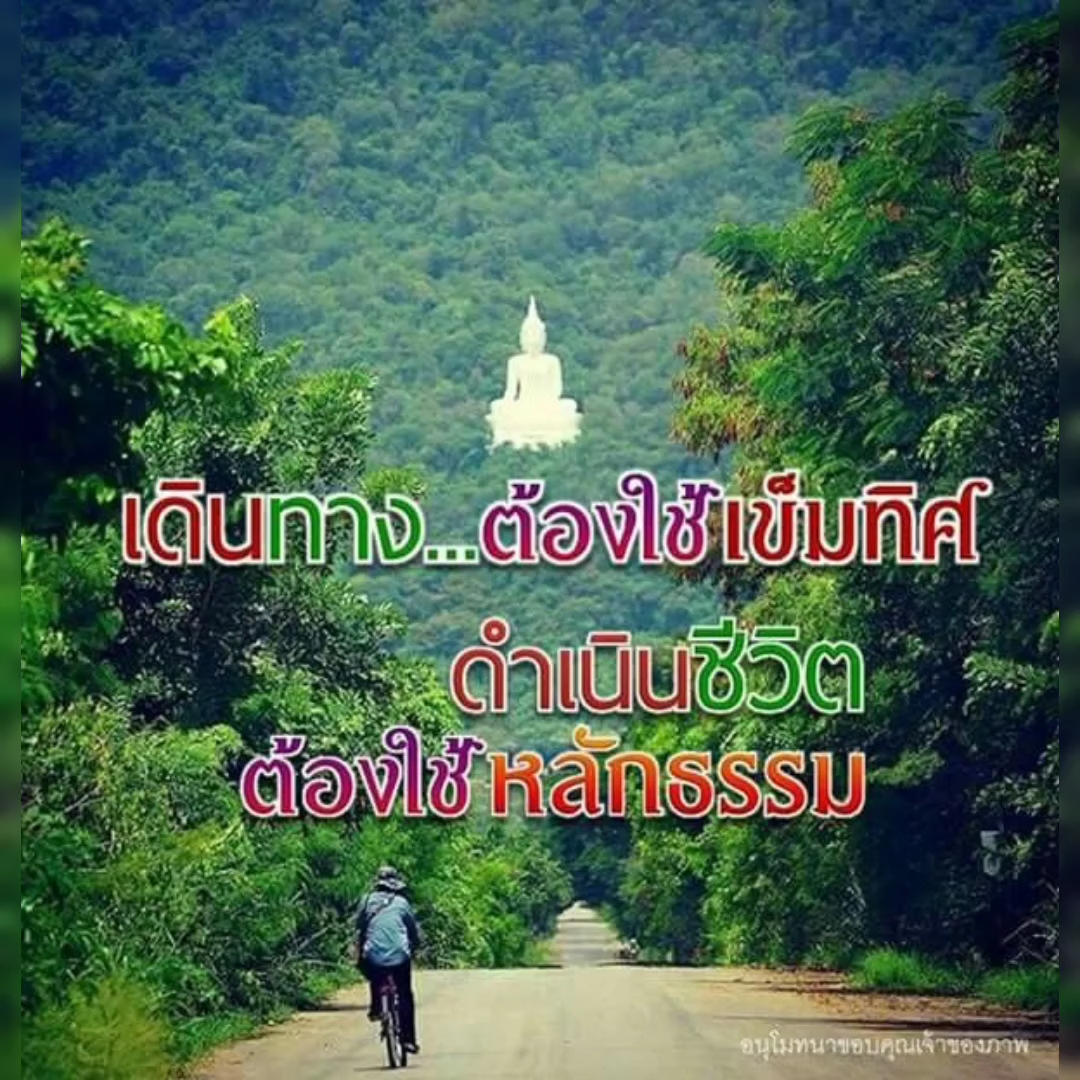 เดินทาง...ต้องใช้เข็มทิศ
ดำเนินชีวิต
ต้องใช้หลักธรรม
อนุโมทนาขอบคุณเจ้าของภาพ